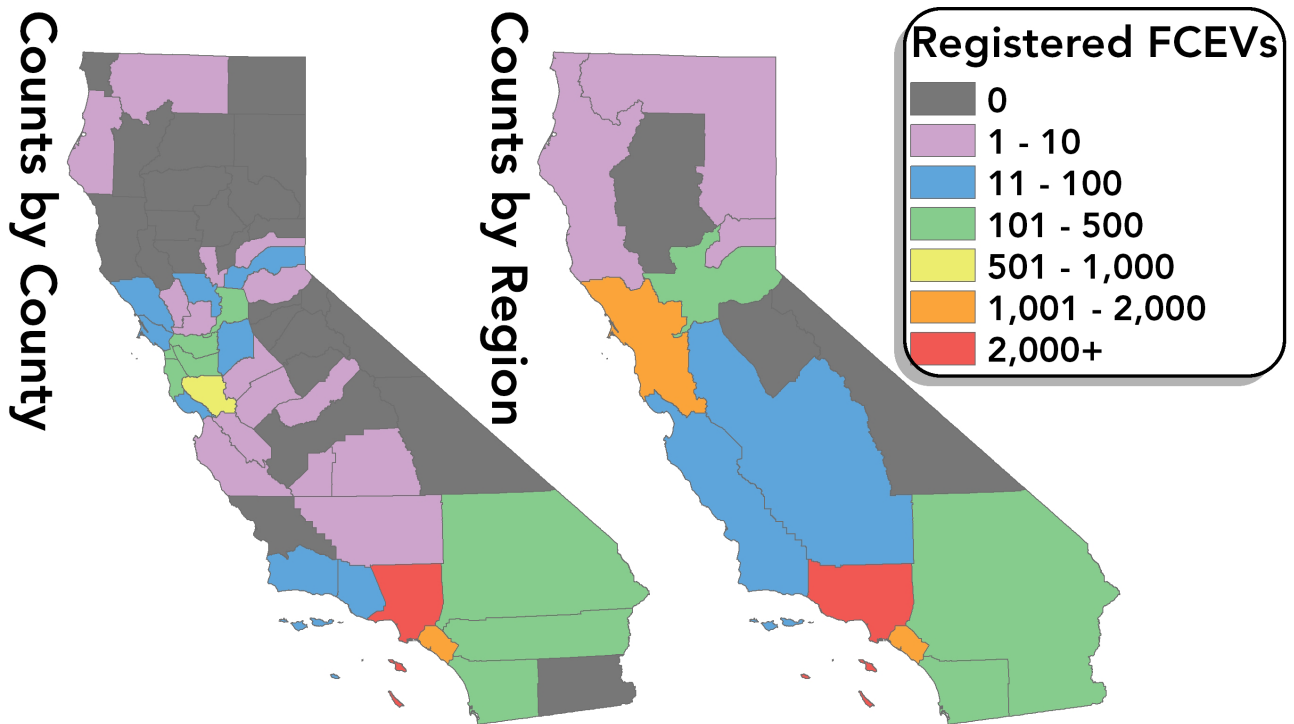 Counts by County
Counts by Region
Registered FCEVs
0
1 - 10
11 - 100
101 - 500
501 - 1,000
1,001 - 2,000
2,000+